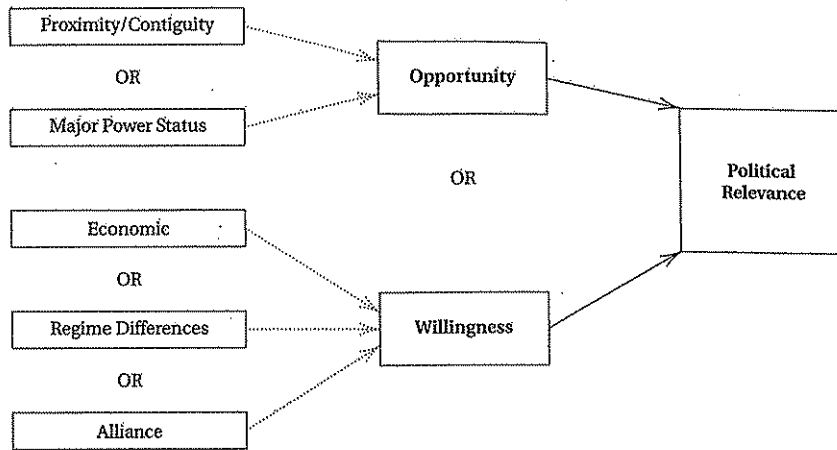 Proximity/Contiguity
OR
Major Power Status
Opportunity
OR
Political
Relevance
Economic
OR
Regime Differences
OR
Alliance
Willingness